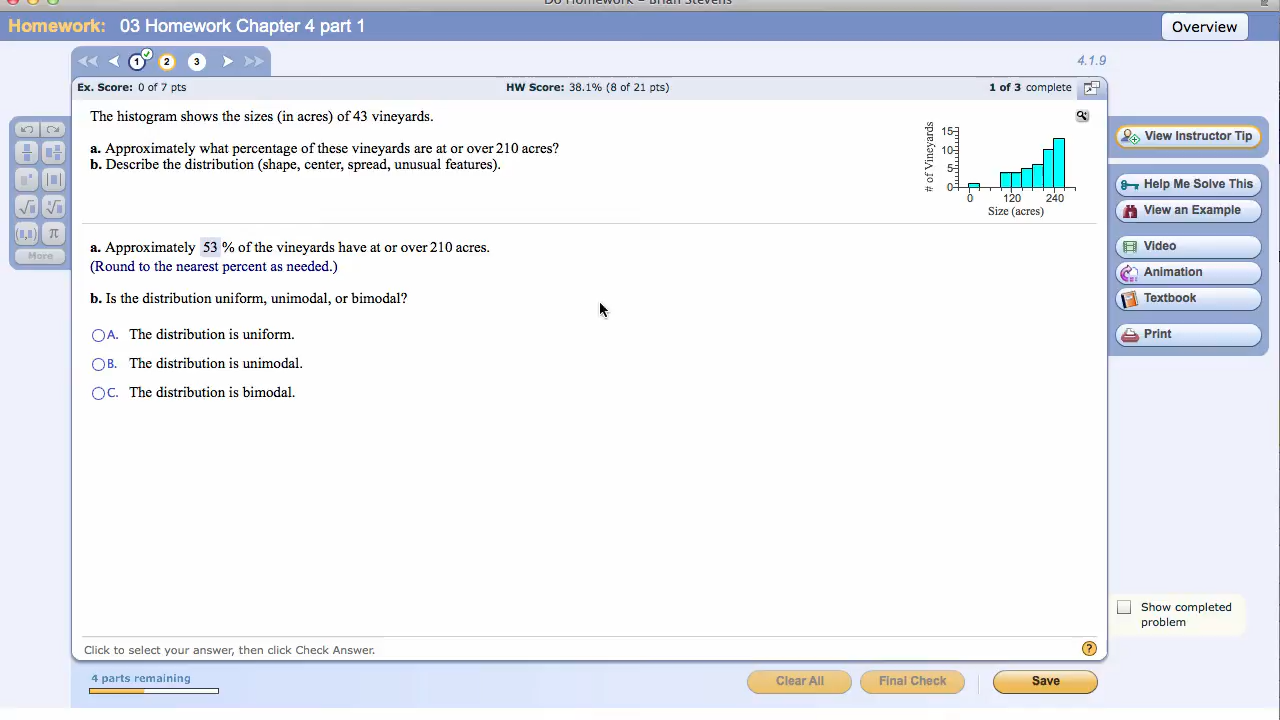 Do Homework - Brian Stevens
Homework: 03 Homework Chapter 4 part 1
Overview
1 2 3
4.1.9
Ex. Score: 0 of 7 pts
HW Score: 38.1% (8 of 21 pts)
1 of 3 complete
The histogram shows the sizes (in acres) of 43 vineyards.
a. Approximately what percentage of these vineyards are at or over 210 acres?
b. Describe the distribution (shape, center, spread, unusual features).
# of Vineyards
15
10
5
0
0 120 240
Size (acres)
a. Approximately 53 % of the vineyards have at or over 210 acres.
(Round to the nearest percent as needed.)
b. Is the distribution uniform, unimodal, or bimodal?
A. The distribution is uniform.
B. The distribution is unimodal.
C. The distribution is bimodal.
View Instructor Tip
Help Me Solve This
View an Example
Video
Animation
Textbook
Print
Show completed
problem
More
Click to select your answer, then click Check Answer.
?
4 parts remaining
Clear All
Final Check
Save